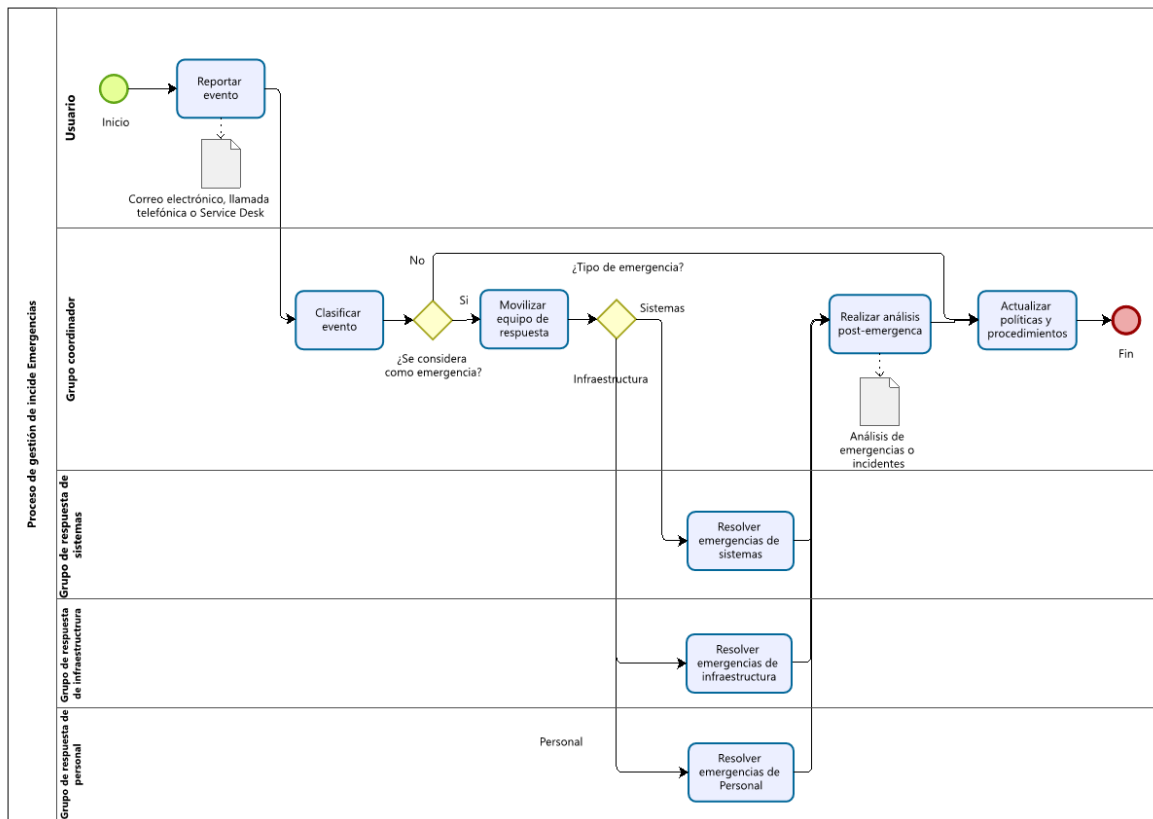 Proceso de gestión de incide Emergencias
Usuario
Inicio
Reportar
evento
Correo electrónico, llamada
telefónica o Service Desk
Grupo coordinador
Clasificar
evento
No
Si
¿Se considera
como emergencia?
Movilizar
equipo de
respuesta
¿Tipo de emergencia?
Sistemas
Infraestructura
Realizar análisis
post-emergenca
Análisis de
emergencias o
incidentes
Actualizar
políticas y
procedimientos
Fin
Grupo de respuesta de
sistemas
Resolver
emergencias de
sistemas
Grupo de respuesta
de infraestructrura
Resolver
emergencias de
infraestructura
Grupo de respuesta de
personal
Personal
Resolver
emergencias de
Personal